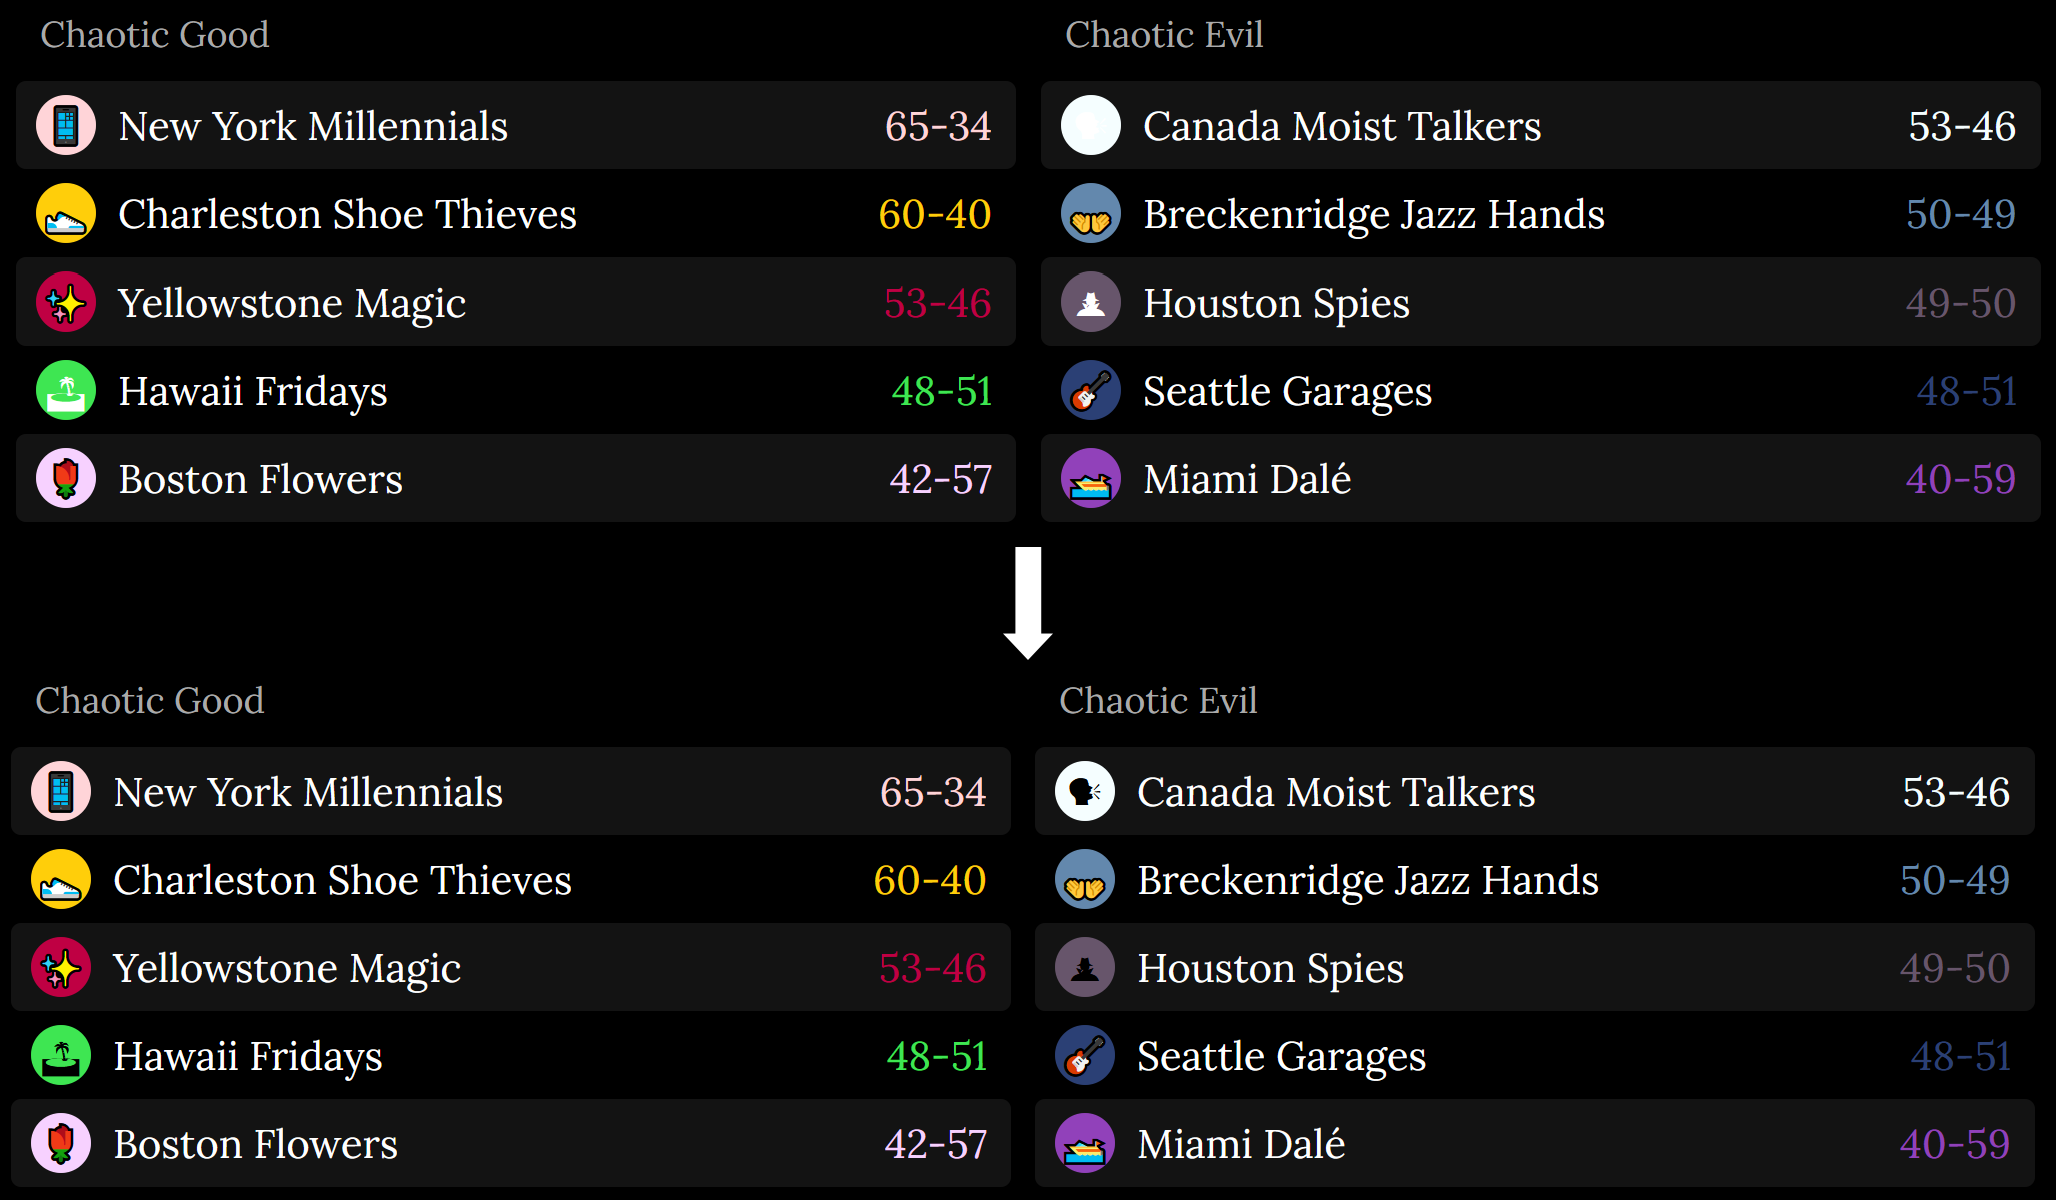 Chaotic Good
New York Millennials 65-34
Charleston Shoe Thieves 60-40
Yellowstone Magic 53-46
Hawaii Fridays 48-51
Boston Flowers 42-57
Chaotic Evil
Canada Moist Talkers 53-46
Breckenridge Jazz Hands 50-49
Houston Spies 49-50
Seattle Garages 48-51
Miami Dalé 40-59
Chaotic Good
New York Millennials 65-34
Charleston Shoe Thieves 60-40
Yellowstone Magic 53-46
Hawaii Fridays 48-51
Boston Flowers 42-57
Chaotic Evil
Canada Moist Talkers 53-46
Breckenridge Jazz Hands 50-49
Houston Spies 49-50
Seattle Garages 48-51
Miami Dalé 40-59